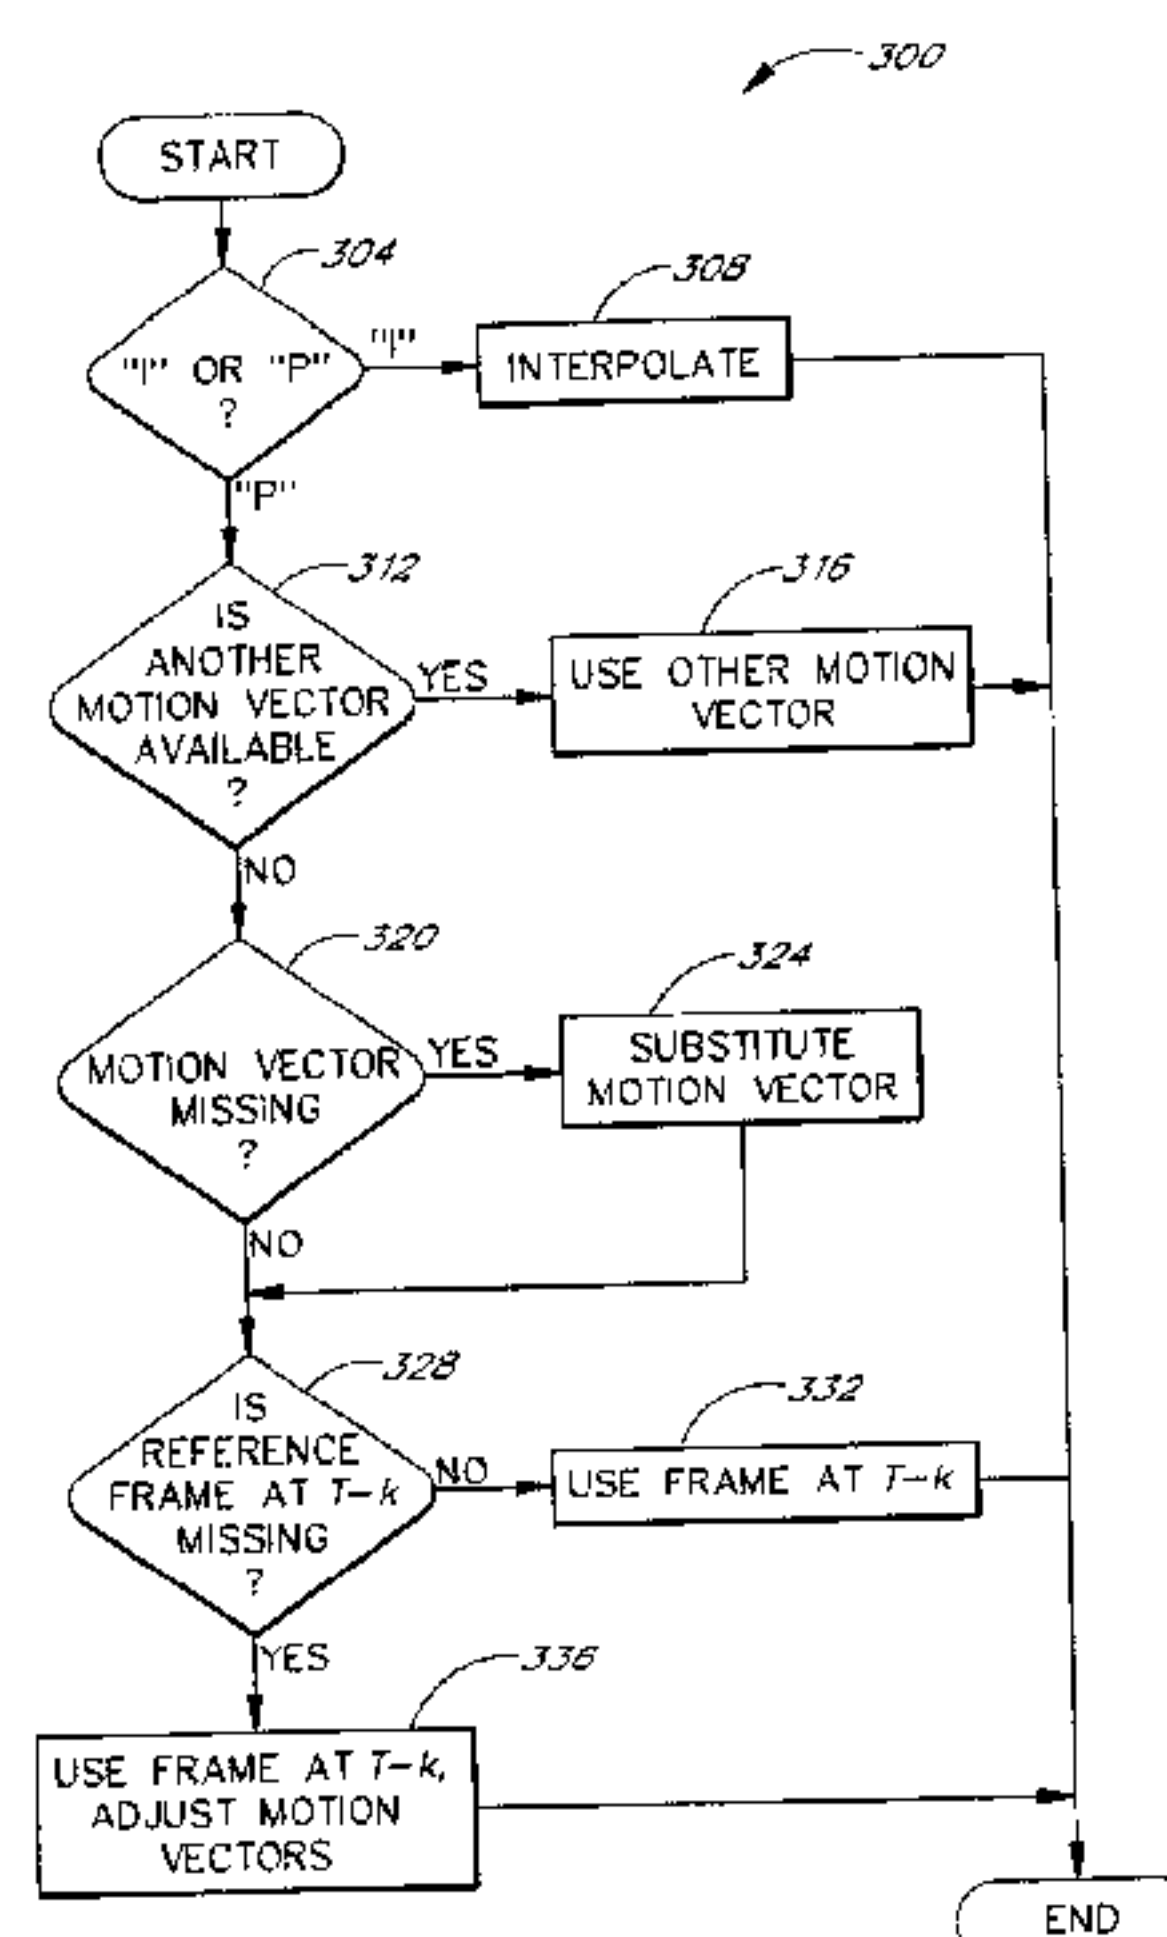 300
START
304
"I" OR "P"
?
"I"
308
INTERPOLATE
"P"
312
IS
ANOTHER
MOTION VECTOR
AVAILABLE
?
YES
316
USE OTHER MOTION
VECTOR
NO
320
MOTION VECTOR
MISSING
?
YES
324
SUBSTITUTE
MOTION VECTOR
NO
328
IS
REFERENCE
FRAME AT T-k
MISSING
?
NO
332
USE FRAME AT T-k
YES
336
USE FRAME AT T-k,
ADJUST MOTION
VECTORS
END